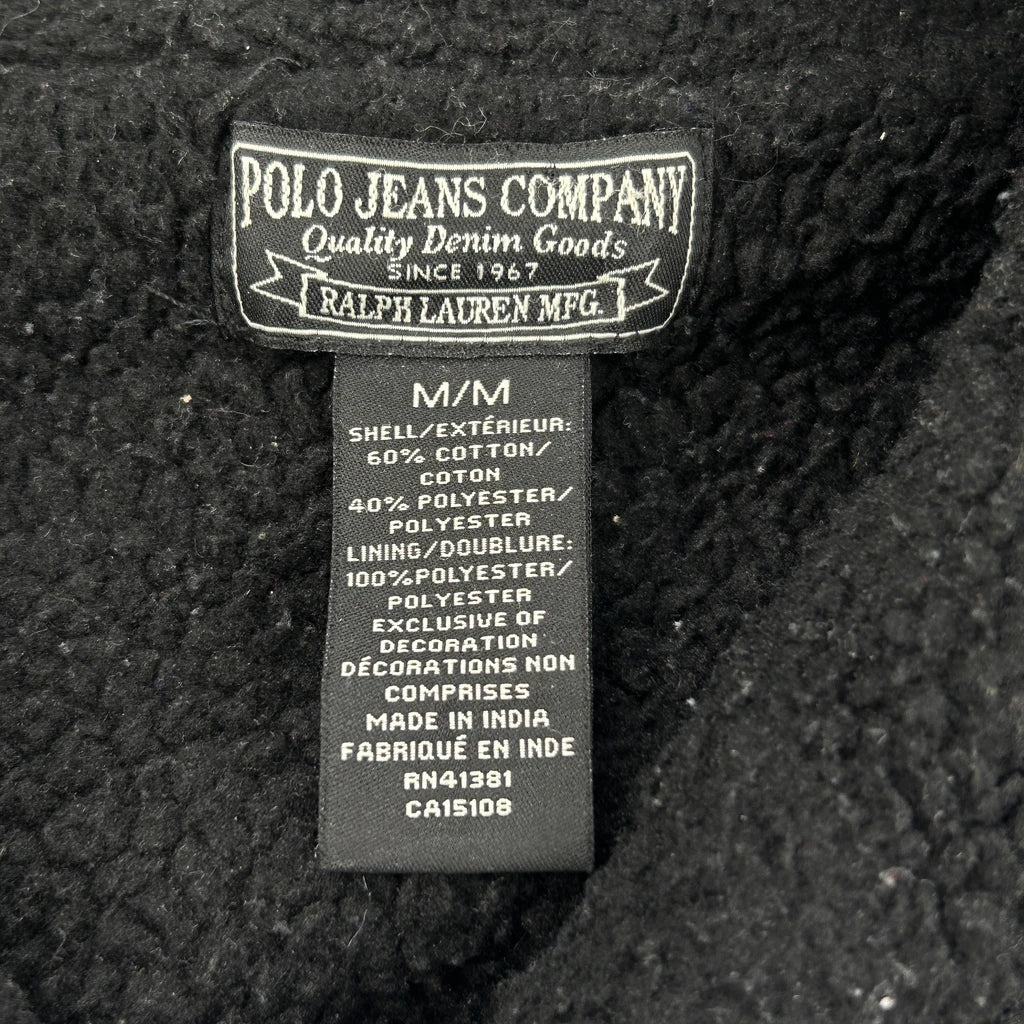 POLO JEANS COMPANY
Quality Denim Goods
SINCE 1967
RALPH LAUREN MFG.
M/M
SHELL/EXTÉRIEUR:
60% COTTON/
COTON
40% POLYESTER/
POLYESTER
LINING/DOUBLURE:
100%POLYESTER/
POLYESTER
EXCLUSIVE OF
DECORATION
DÉCORATIONS NON
COMPRISES
MADE IN INDIA
FABRIQUÉ EN INDE
RN41381
CA15108